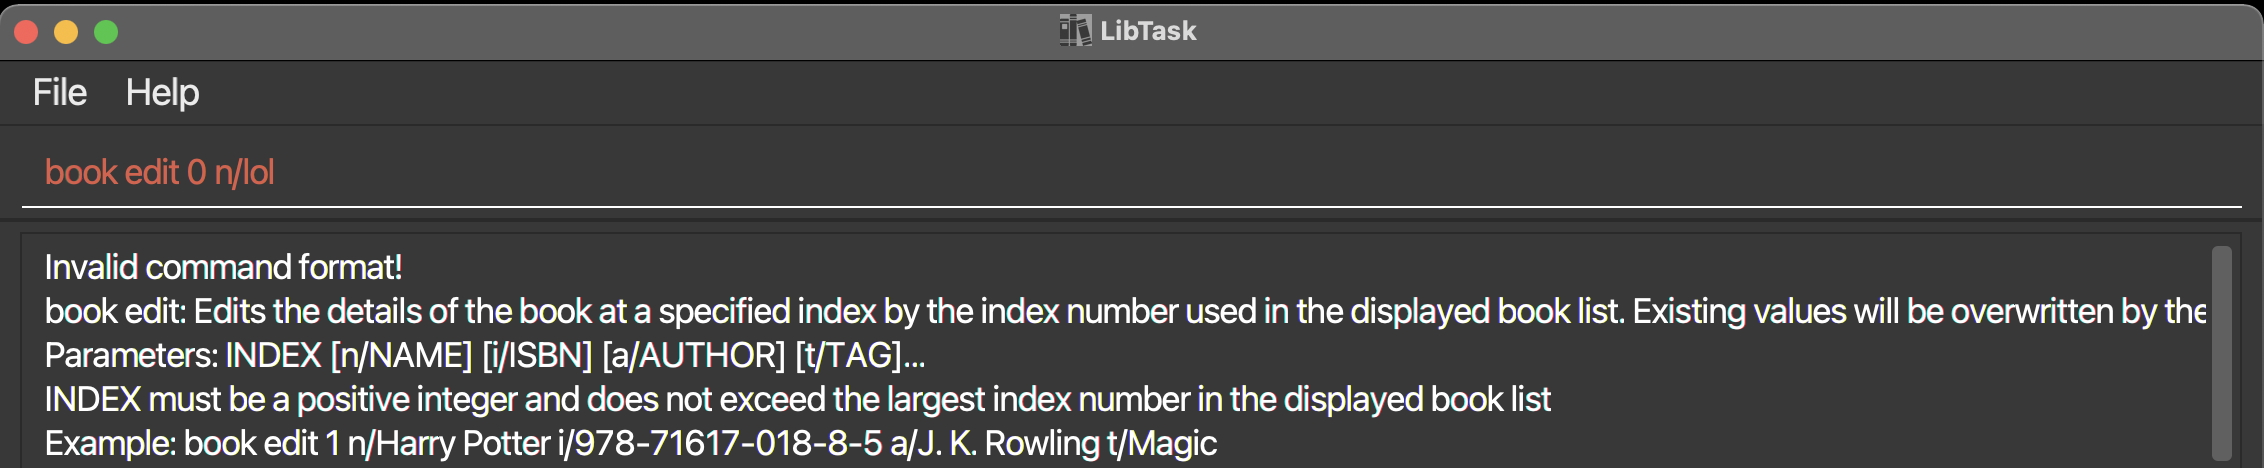 LibTask
File Help
book edit 0 n/lol
Invalid command format!
book edit: Edits the details of the book at a specified index by the index number used in the displayed book list. Existing values will be overwritten by the
Parameters: INDEX [n/NAME] [i/ISBN] [a/AUTHOR] [t/TAG]...
INDEX must be a positive integer and does not exceed the largest index number in the displayed book list
Example: book edit 1 n/Harry Potter i/978-71617-018-8-5 a/J. K. Rowling t/Magic